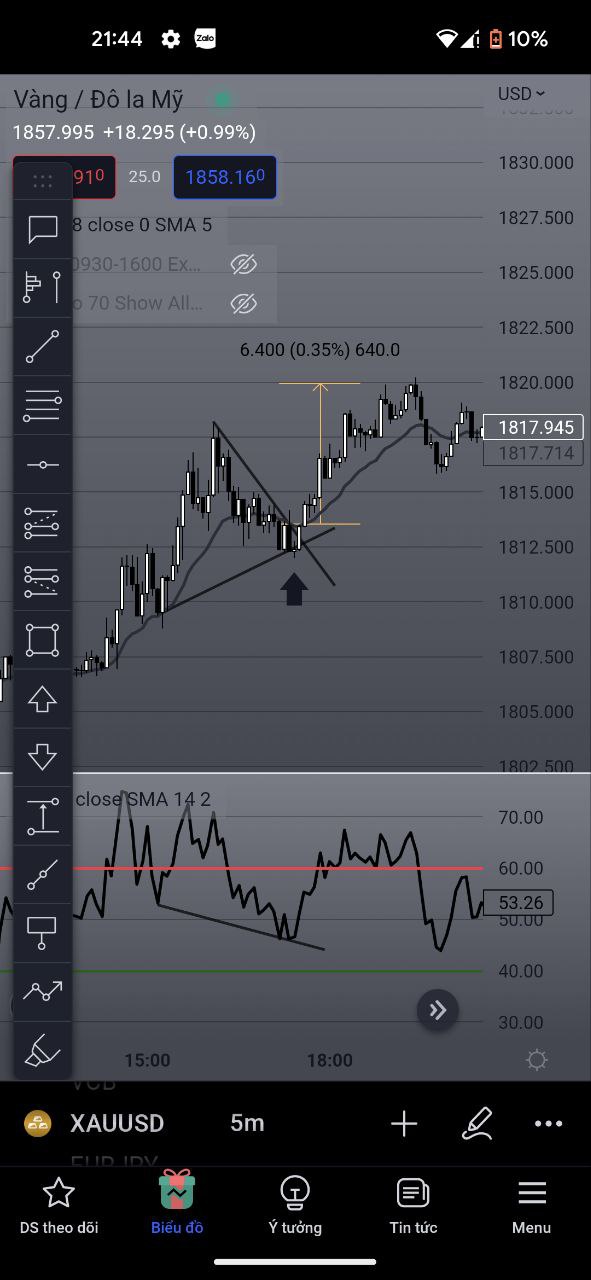 21:44 Zalo 10%
Vàng / Đô la Mỹ USD
1857.995 +18.295 (+0.99%)
910 25.0 1858.160
8 close 0 SMA 5
0930-1600 Ex...
o 70 Show All...
1830.000
1827.500
1825.000
1822.500
6.400 (0.35%) 640.0
1820.000
1817.945
1817.714
1815.000
1812.500
1810.000
1807.500
1805.000
1802.500
close SMA 14 2
70.00
60.00
53.26
50.00
40.00
30.00
15:00 18:00
VCB
XAUUSD 5m
EURJPY
DS theo dõi Biểu đồ Ý tưởng Tin tức Menu